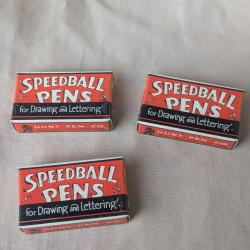 SPEEDBALL
PENS
for Drawing and Lettering
HUNT PEN CO.
SPEEDBALL
PENS
for Drawing and Lettering
HUNT PEN CO.
SPEEDBALL
PENS
for Drawing and Lettering
HUNT PEN CO.